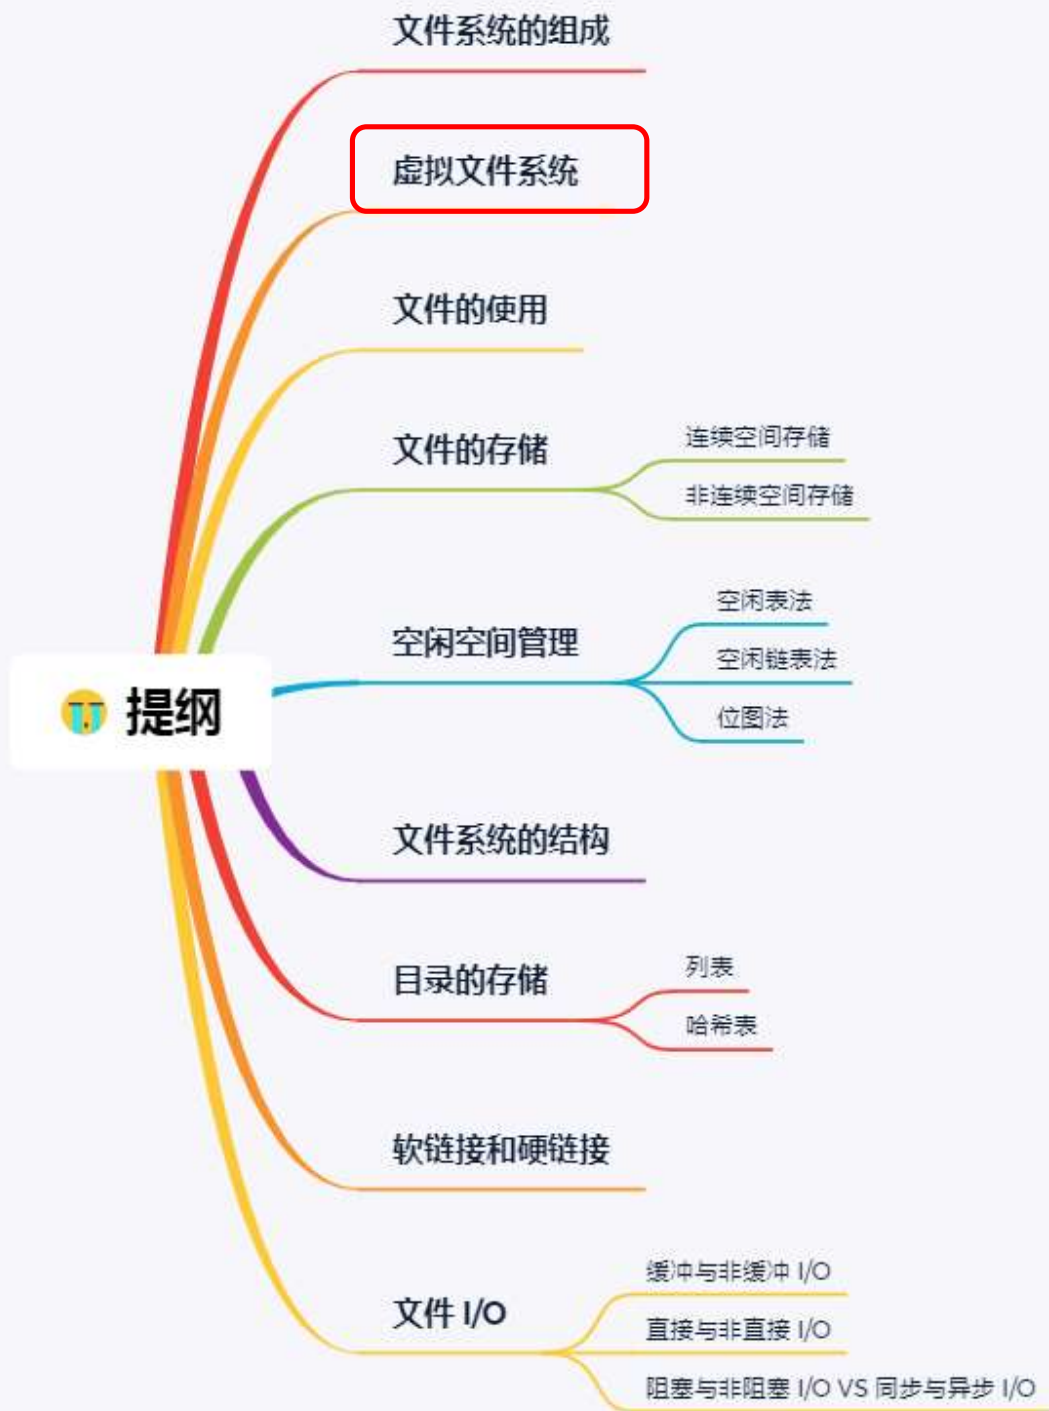 文件系统的组成
虚拟文件系统
文件的使用
文件的存储
连续空间存储
非连续空间存储
空闲空间管理
空闲表法
空闲链表法
位图法
提纲
文件系统的结构
目录的存储
列表
哈希表
软链接和硬链接
文件 I/O
缓冲与非缓冲 I/O
直接与非直接 I/O
阻塞与非阻塞 I/O VS 同步与异步 I/O